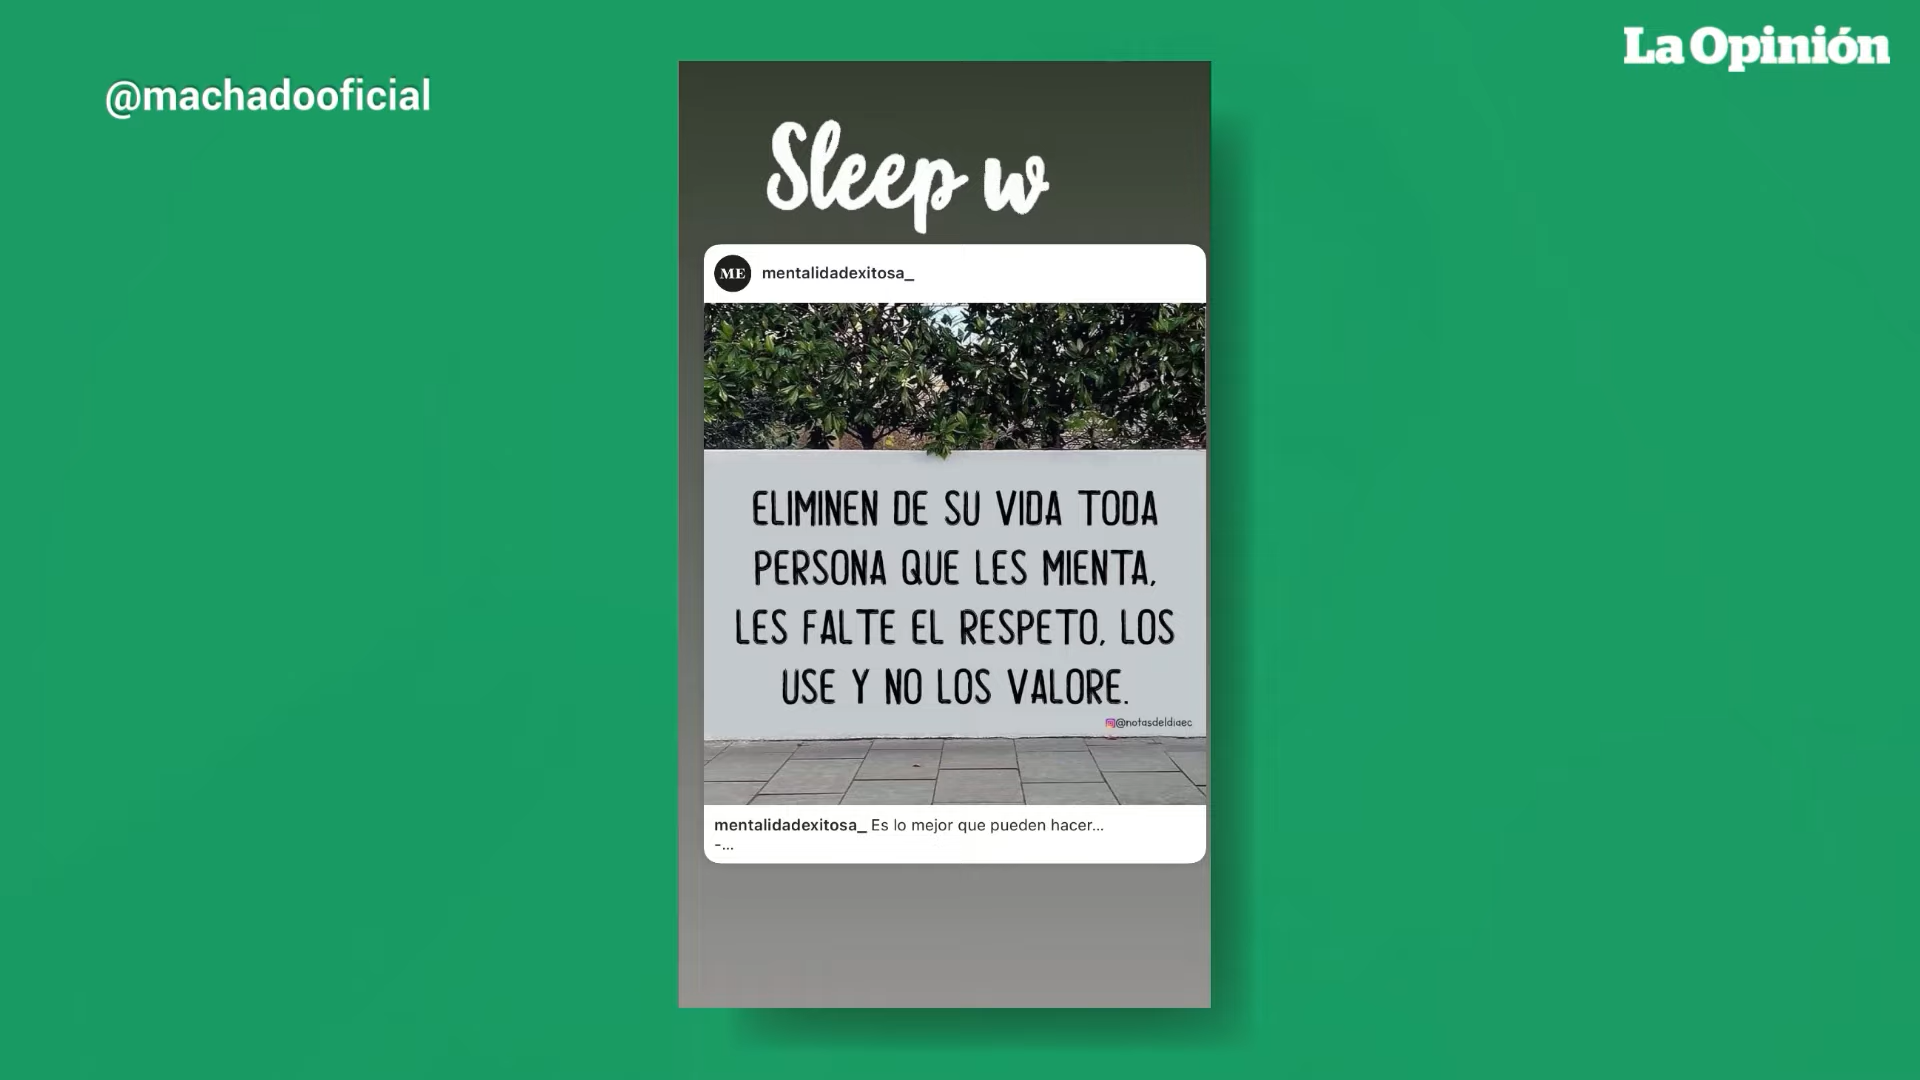 @machadooficial
La Opinión
Sleep w
ME
mentalidadexitosa_
ELIMINEN DE SU VIDA TODA
PERSONA QUE LES MIENTA,
LES FALTE EL RESPETO, LOS
USE Y NO LOS VALORE.
@notasdeldiaec
mentalidadexitosa_ Es lo mejor que pueden hacer...
-...